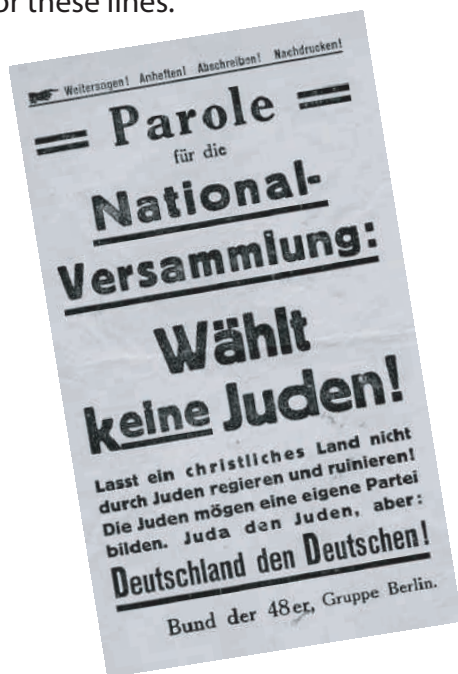 or these lines.
Weitersagen! Anheften! Abschreiben! Nachdrucken!
= Parole =
für die
National-
Versammlung:
Wählt
keine Juden!
Lasst ein christliches Land nicht
durch Juden regieren und ruinieren!
Die Juden mögen eine eigene Partei
bilden. Juda den Juden, aber:
Deutschland den Deutschen!
Bund der 48er, Gruppe Berlin.